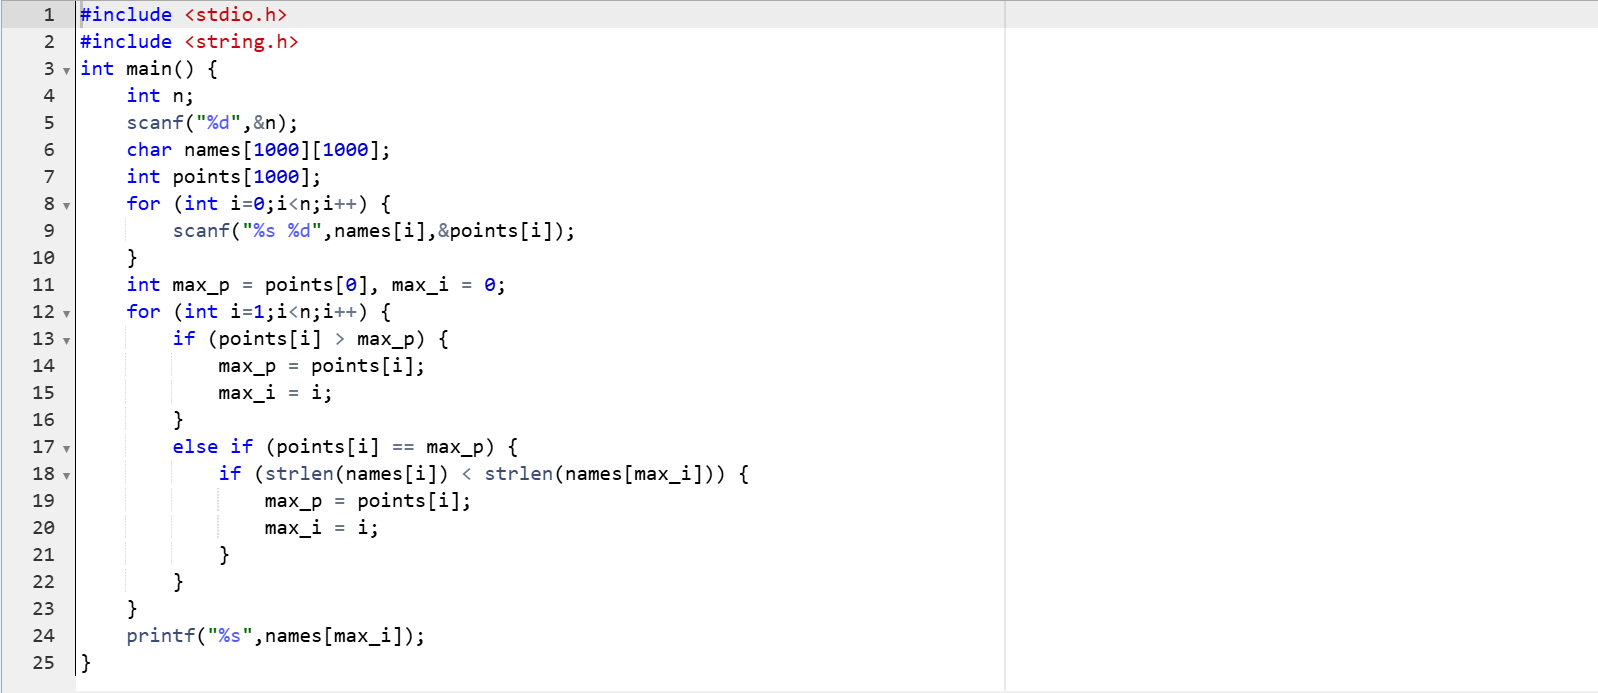 1 #include <stdio.h>
2 #include <string.h>
3 int main() {
4     int n;
5     scanf("%d",&n);
6     char names[1000][1000];
7     int points[1000];
8     for (int i=0;i<n;i++) {
9         scanf("%s %d",names[i],&points[i]);
10     }
11     int max_p = points[0], max_i = 0;
12     for (int i=1;i<n;i++) {
13         if (points[i] > max_p) {
14             max_p = points[i];
15             max_i = i;
16         }
17         else if (points[i] == max_p) {
18             if (strlen(names[i]) < strlen(names[max_i])) {
19                 max_p = points[i];
20                 max_i = i;
21             }
22         }
23     }
24     printf("%s",names[max_i]);
25 }